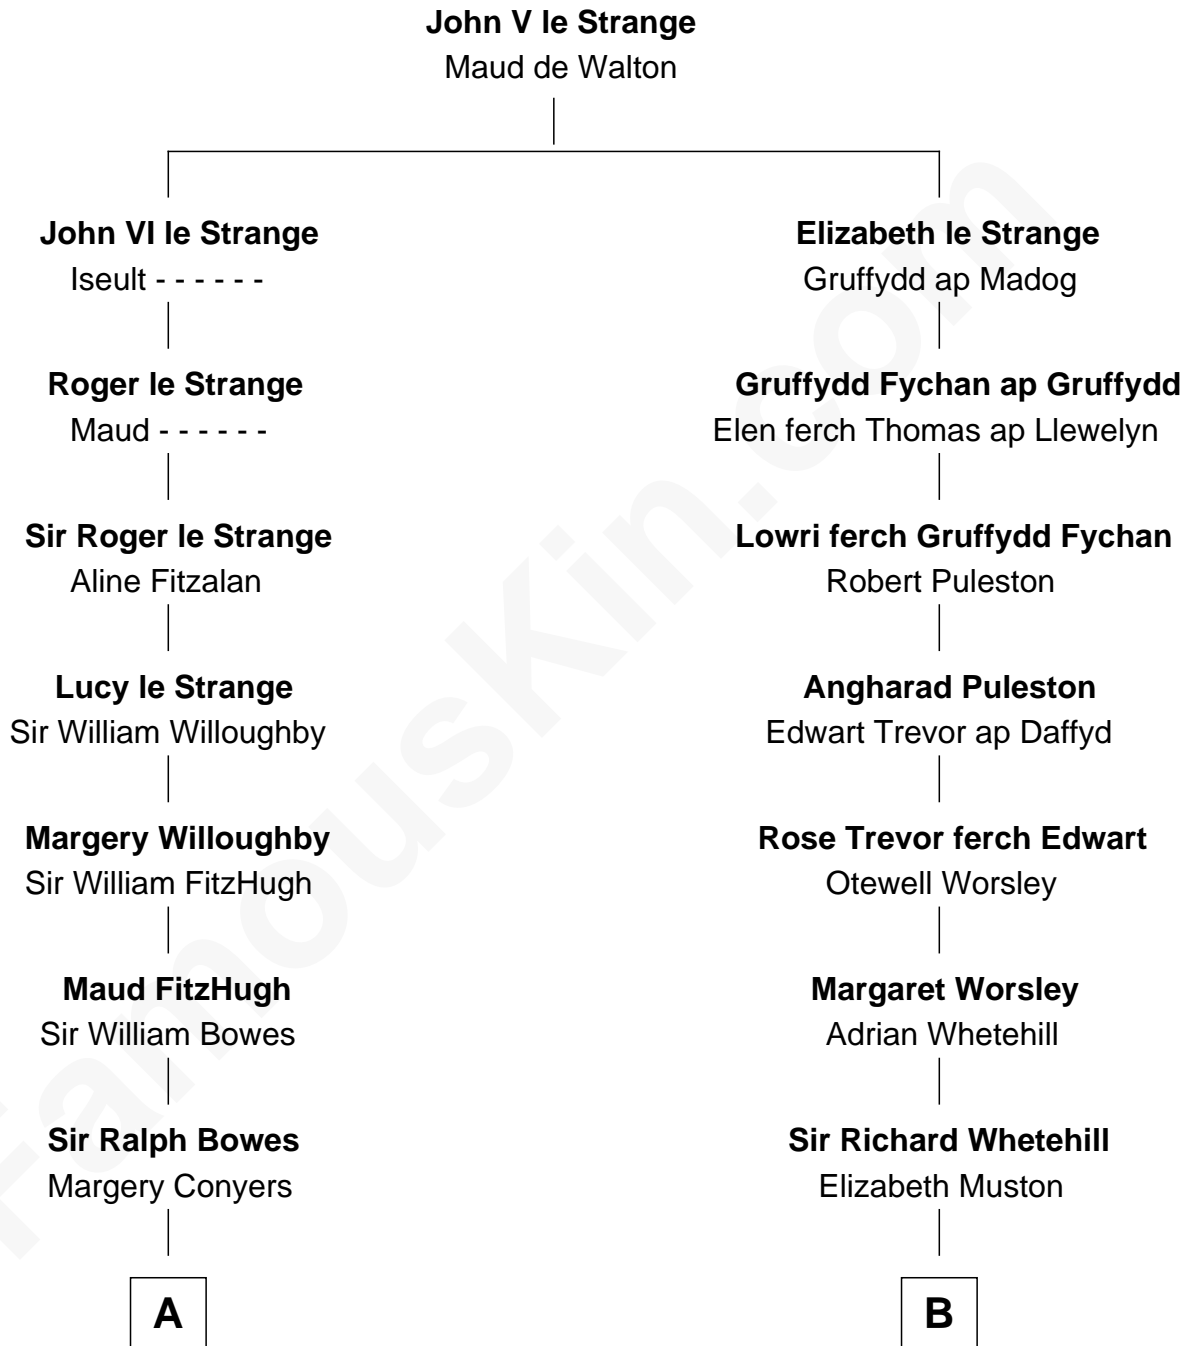 John V le Strange
Maud de Walton
John VI le Strange
Iseult - - - - - -
Elizabeth le Strange
Gruffydd ap Madog
Roger le Strange
Maud - - - - - -
Gruffydd Fychan ap Gruffydd
Elen ferch Thomas ap Llewelyn
Sir Roger le Strange
Aline Fitzalan
Lowri ferch Gruffydd Fychan
Robert Puleston
Lucy le Strange
Sir William Willoughby
Angharad Puleston
Edwart Trevor ap Daffyd
Margery Willoughby
Sir William FitzHugh
Rose Trevor ferch Edwart
Otewell Worsley
Maud FitzHugh
Sir William Bowes
Margaret Worsley
Adrian Whetehill
Sir Ralph Bowes
Margery Conyers
Sir Richard Whetehill
Elizabeth Muston
A
B
FamousKin.com